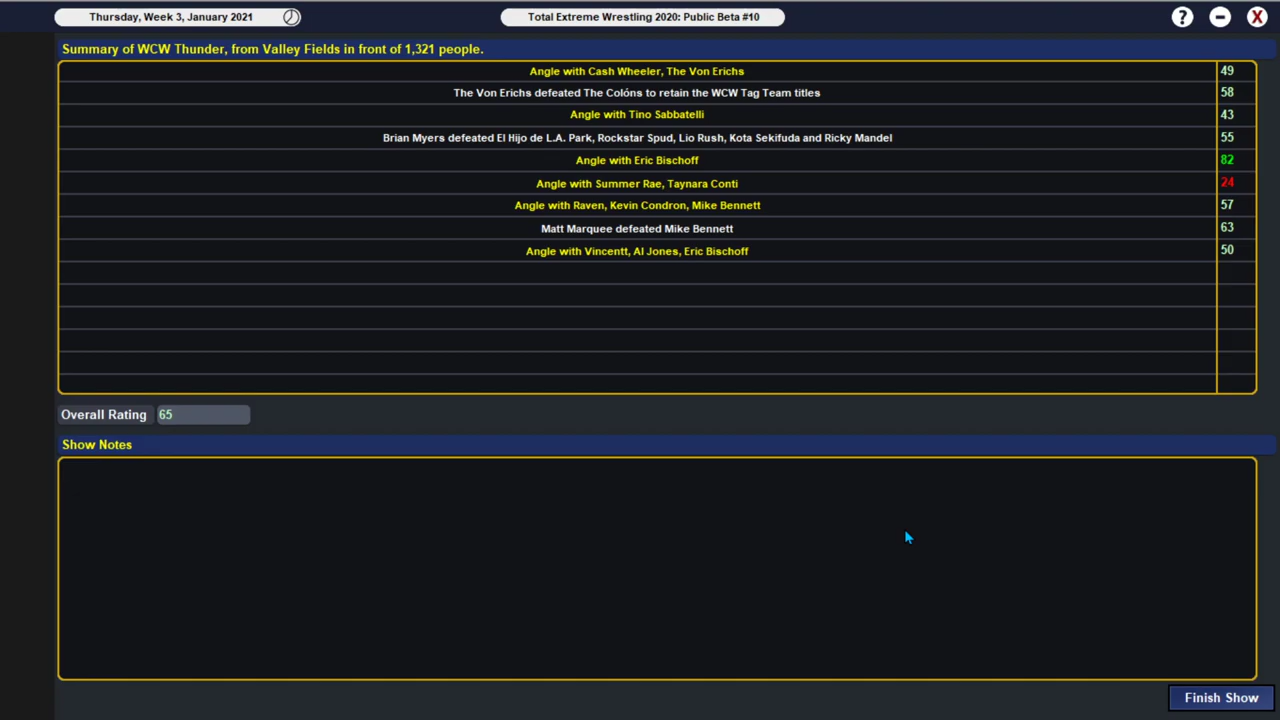 Thursday, Week 3, January 2021
Total Extreme Wrestling 2020: Public Beta #10
?
X
Summary of WCW Thunder, from Valley Fields in front of 1,321 people.
Angle with Cash Wheeler, The Von Erichs 49
The Von Erichs defeated The Colóns to retain the WCW Tag Team titles 58
Angle with Tino Sabbatelli 43
Brian Myers defeated El Hijo de L.A. Park, Rockstar Spud, Lio Rush, Kota Sekifuda and Ricky Mandel 55
Angle with Eric Bischoff 82
Angle with Summer Rae, Taynara Conti 24
Angle with Raven, Kevin Condron, Mike Bennett 57
Matt Marquee defeated Mike Bennett 63
Angle with Vincentt, Al Jones, Eric Bischoff 50
Overall Rating 65
Show Notes
Finish Show